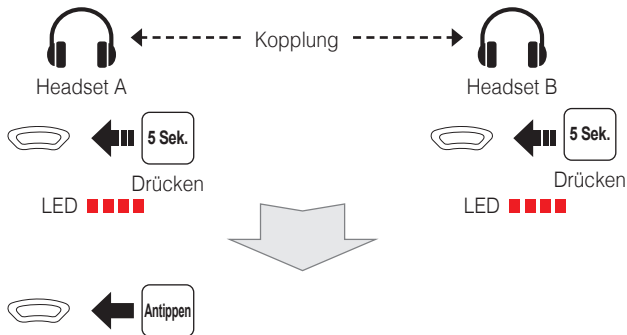 Kopplung
Headset A
Headset B
5 Sek.
5 Sek.
Drücken
Drücken
LED
LED
Antippen